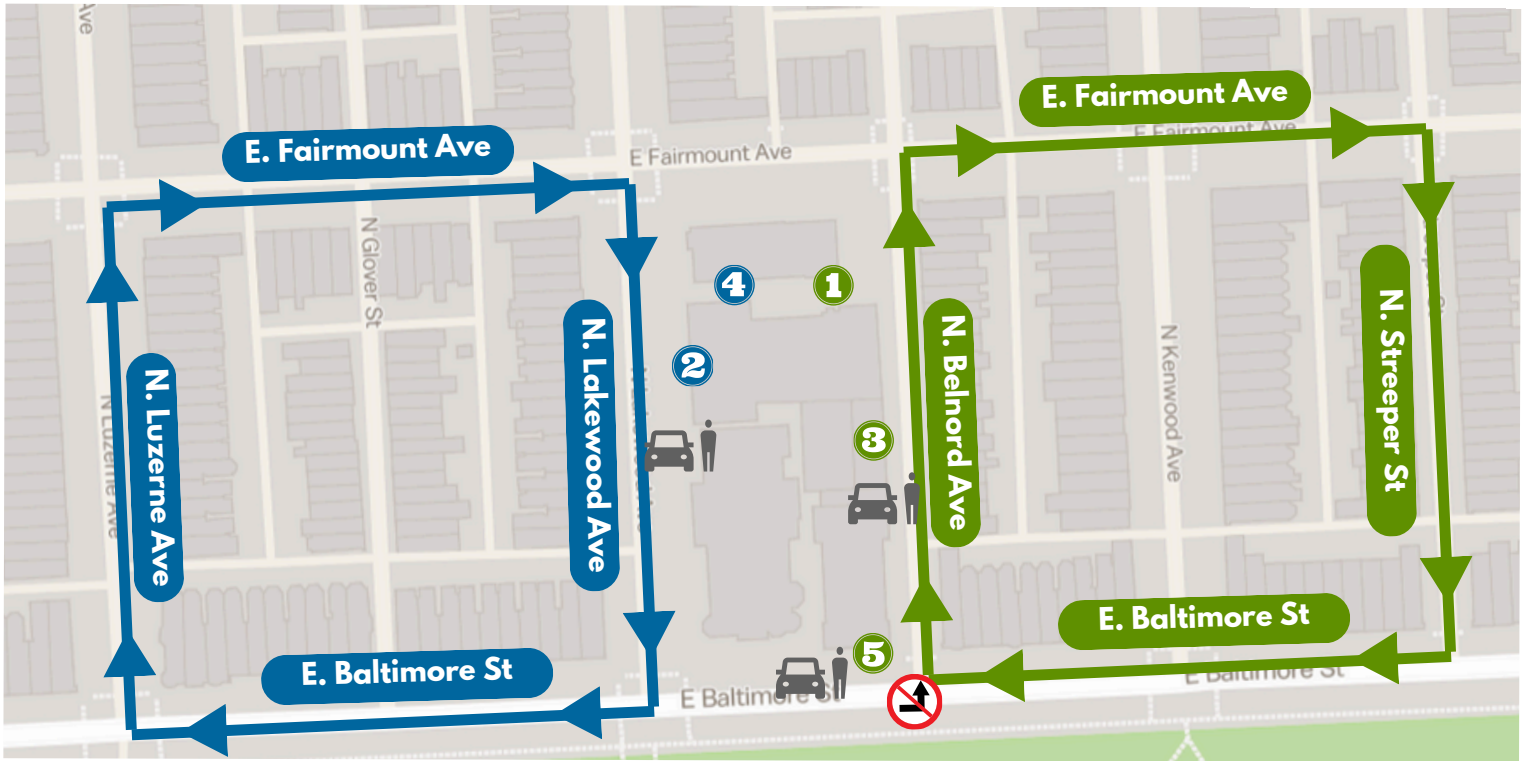 Ave
E. Fairmount Ave
E. Fairmount Ave
E Fairmount Ave
E Fairmount Ave
N Glover St
N. Luzerne Ave
N Luzerne Ave
N. Lakewood Ave
4
1
2
3
5
N. Belnord Ave
N Kenwood Ave
N. Streeper St
E. Baltimore St
E. Baltimore St
E Baltimore St
E Baltimore St